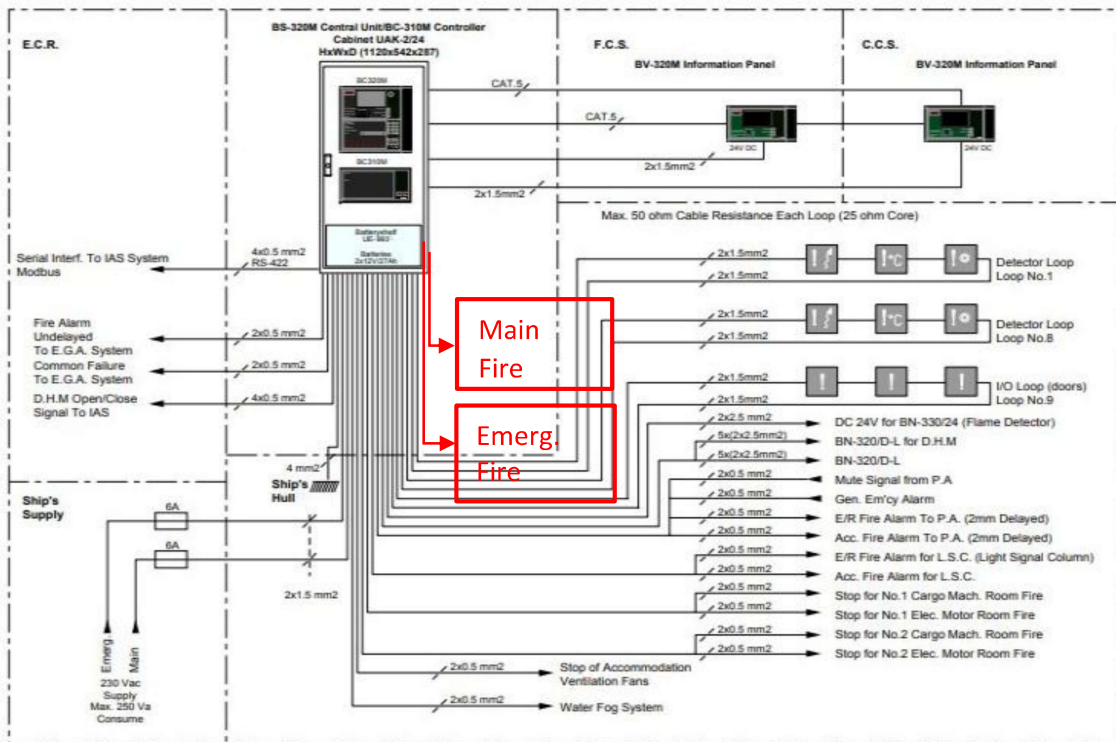 E.C.R.
BS-320M Central Unit/BC-310M Controller
Cabinet UAK-2/24
HxWxD (1120x542x287)
BC320M
BC310M
Batteryshelf
Batteries
2x12V/27Ah
F.C.S.
BV-320M Information Panel
C.C.S.
BV-320M Information Panel
CAT.5
CAT.5
24V DC
24V DC
2x1.5mm2
2x1.5mm2
Max. 50 ohm Cable Resistance Each Loop (25 ohm Core)
Serial Interf. To IAS System
Modbus
4x0.5 mm2
RS-422
Fire Alarm
Undelayed
To E.G.A. System
2x0.5 mm2
Common Failure
To E.G.A. System
2x0.5 mm2
D.H.M Open/Close
Signal To IAS
4x0.5 mm2
Main
Fire
Emerg.
Fire
2x1.5mm2
2x1.5mm2
!
!°C
!
Detector Loop
Loop No.1
2x1.5mm2
2x1.5mm2
!
!°C
!
Detector Loop
Loop No.8
2x1.5mm2
2x1.5mm2
!
!
!
I/O Loop (doors)
Loop No.9
2x2.5 mm2
DC 24V for BN-330/24 (Flame Detector)
5x(2x2.5mm2)
BN-320/D-L for D.H.M
5x(2x2.5mm2)
BN-320/D-L
2x0.5 mm2
Mute Signal from P.A
2x0.5 mm2
Gen. Em'cy Alarm
2x0.5 mm2
E/R Fire Alarm To P.A. (2mm Delayed)
2x0.5 mm2
Acc. Fire Alarm To P.A. (2mm Delayed)
2x0.5 mm2
E/R Fire Alarm for L.S.C. (Light Signal Column)
2x0.5 mm2
Acc. Fire Alarm for L.S.C.
2x0.5 mm2
Stop for No.1 Cargo Mach. Room Fire
2x0.5 mm2
Stop for No.1 Elec. Motor Room Fire
2x0.5 mm2
Stop for No.2 Cargo Mach. Room Fire
2x0.5 mm2
Stop for No.2 Elec. Motor Room Fire
2x0.5 mm2
Stop of Accommodation
Ventilation Fans
2x0.5 mm2
Water Fog System
4 mm2
Ship's
Hull
Ship's
Supply
6A
6A
2x1.5 mm2
Emerg.
Main
230 Vac
Supply
Max. 250 Va
Consume